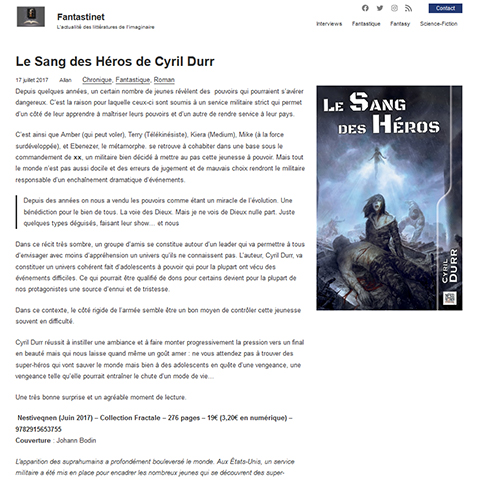 Fantastinet
L'actualité des littératures de l'imaginaire
Contact
Interviews Fantastique Fantasy Science-Fiction
Le Sang des Héros de Cyril Durr
17 juillet 2017 Allan Chronique, Fantastique, Roman
Depuis quelques années, un certain nombre de jeunes révèlent des pouvoirs qui pourraient s'avérer
dangereux. C'est la raison pour laquelle ceux-ci sont soumis à un service militaire strict qui permet
d'un côté de leur apprendre à maîtriser leurs pouvoirs et d'un autre de rendre service à leur pays.
C'est ainsi que Amber (qui peut voler), Terry (Télékinésiste), Kiera (Medium), Mike (à la force
surdéveloppée), et Ebenezer, le métamorphe. se retrouve à cohabiter dans une base sous le
commandement de xx, un militaire bien décidé à mettre au pas cette jeunesse à pouvoir. Mais tout
le monde n'est pas aussi docile et des erreurs de jugement et de mauvais choix rendront le militaire
responsable d'un enchaînement dramatique d'événements.
Depuis des années on nous a vendu les pouvoirs comme étant un miracle de l'évolution. Une
bénédiction pour le bien de tous. La voie des Dieux. Mais je ne vois de Dieux nulle part. Juste
quelques types déguisés, faisant leur show… et nous
Dans ce récit très sombre, un groupe d'amis se constitue autour d'un leader qui va permettre à tous
d'envisager avec moins d'appréhension un univers qu'ils ne connaissent pas. L'auteur, Cyril Durr, va
constituer un univers cohérent fait d'adolescents à pouvoir qui pour la plupart ont vécu des
événements difficiles. Ce qui pourrait être qualifié de dons pour certains devient pour la plupart de
nos protagonistes une source d'ennui et de tristesse.
Dans ce contexte, le côté rigide de l'armée semble être un bon moyen de contrôler cette jeunesse
souvent en difficulté.
Cyril Durr réussit à instiller une ambiance et à faire monter progressivement la pression vers un final
en beauté mais qui nous laisse quand même un goût amer : ne vous attendez pas à trouver des
super-héros qui vont sauver le monde mais bien à des adolescents en quête d'une vengeance, une
vengeance telle qu'elle pourrait entraîner le chute d'un mode de vie…
Une très bonne surprise et un agréable moment de lecture.
Nestiveqnen (Juin 2017) – Collection Fractale – 276 pages – 19€ (3,20€ en numérique) –
9782915653755
Couverture : Johann Bodin
L'apparition des suprahumains a profondément bouleversé le monde. Aux États-Unis, un service
militaire a été mis en place pour encadrer les nombreux jeunes qui se découvrent des super-
LE SANG
DES HÉROS
CYRIL
DURR